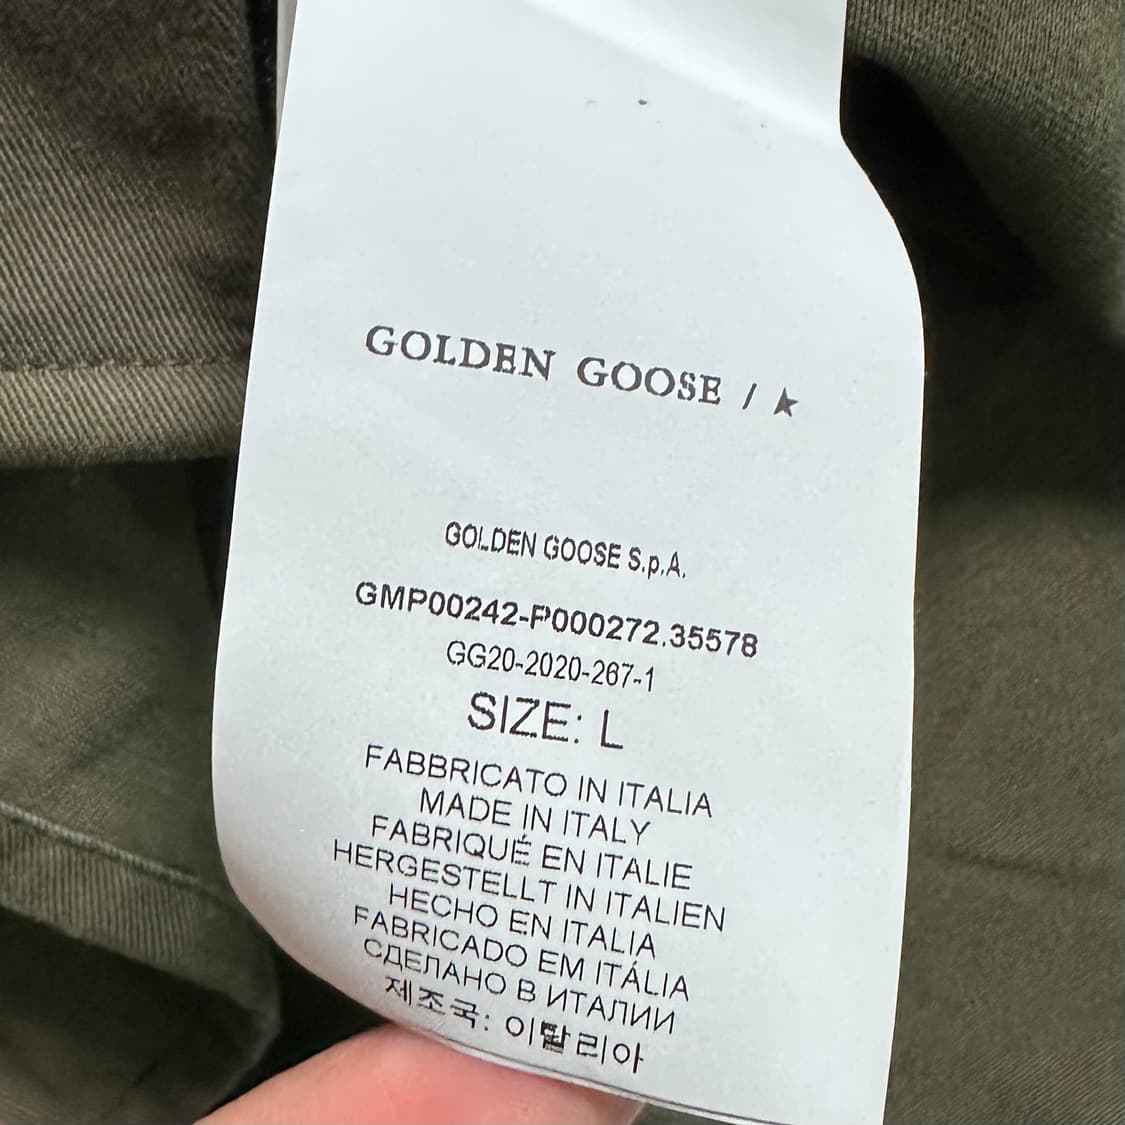 GOLDEN GOOSE / ★
GOLDEN GOOSE S.p.A.
GMP00242-P000272.35578
GG20-2020-267-1
SIZE: L
FABBRICATO IN ITALIA
MADE IN ITALY
FABRIQUÉ EN ITALIE
HERGESTELLT IN ITALIEN
HECHO EN ITALIA
FABRICADO EM ITÁLIA
СДЕЛАНО В ИТАЛИИ
제조국: 이탈리아